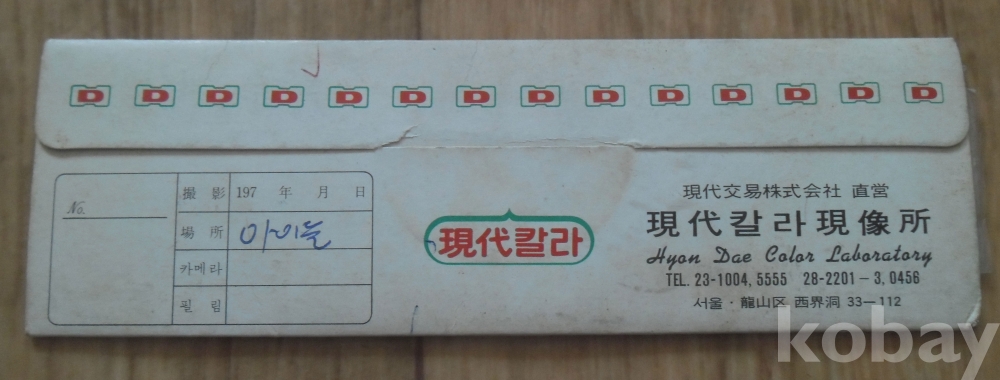 D D D D D D D D D D D D D D
No.
撮影 197 年 月 日
場所 아이들
카메라
필림
現代칼라
現代交易株式会社 直営
現代칼라現像所
Hyon Dae Color Laboratory
TEL. 23-1004, 5555 28-2201-3, 0456
서울・龍山区 西界洞 33-112
kobay